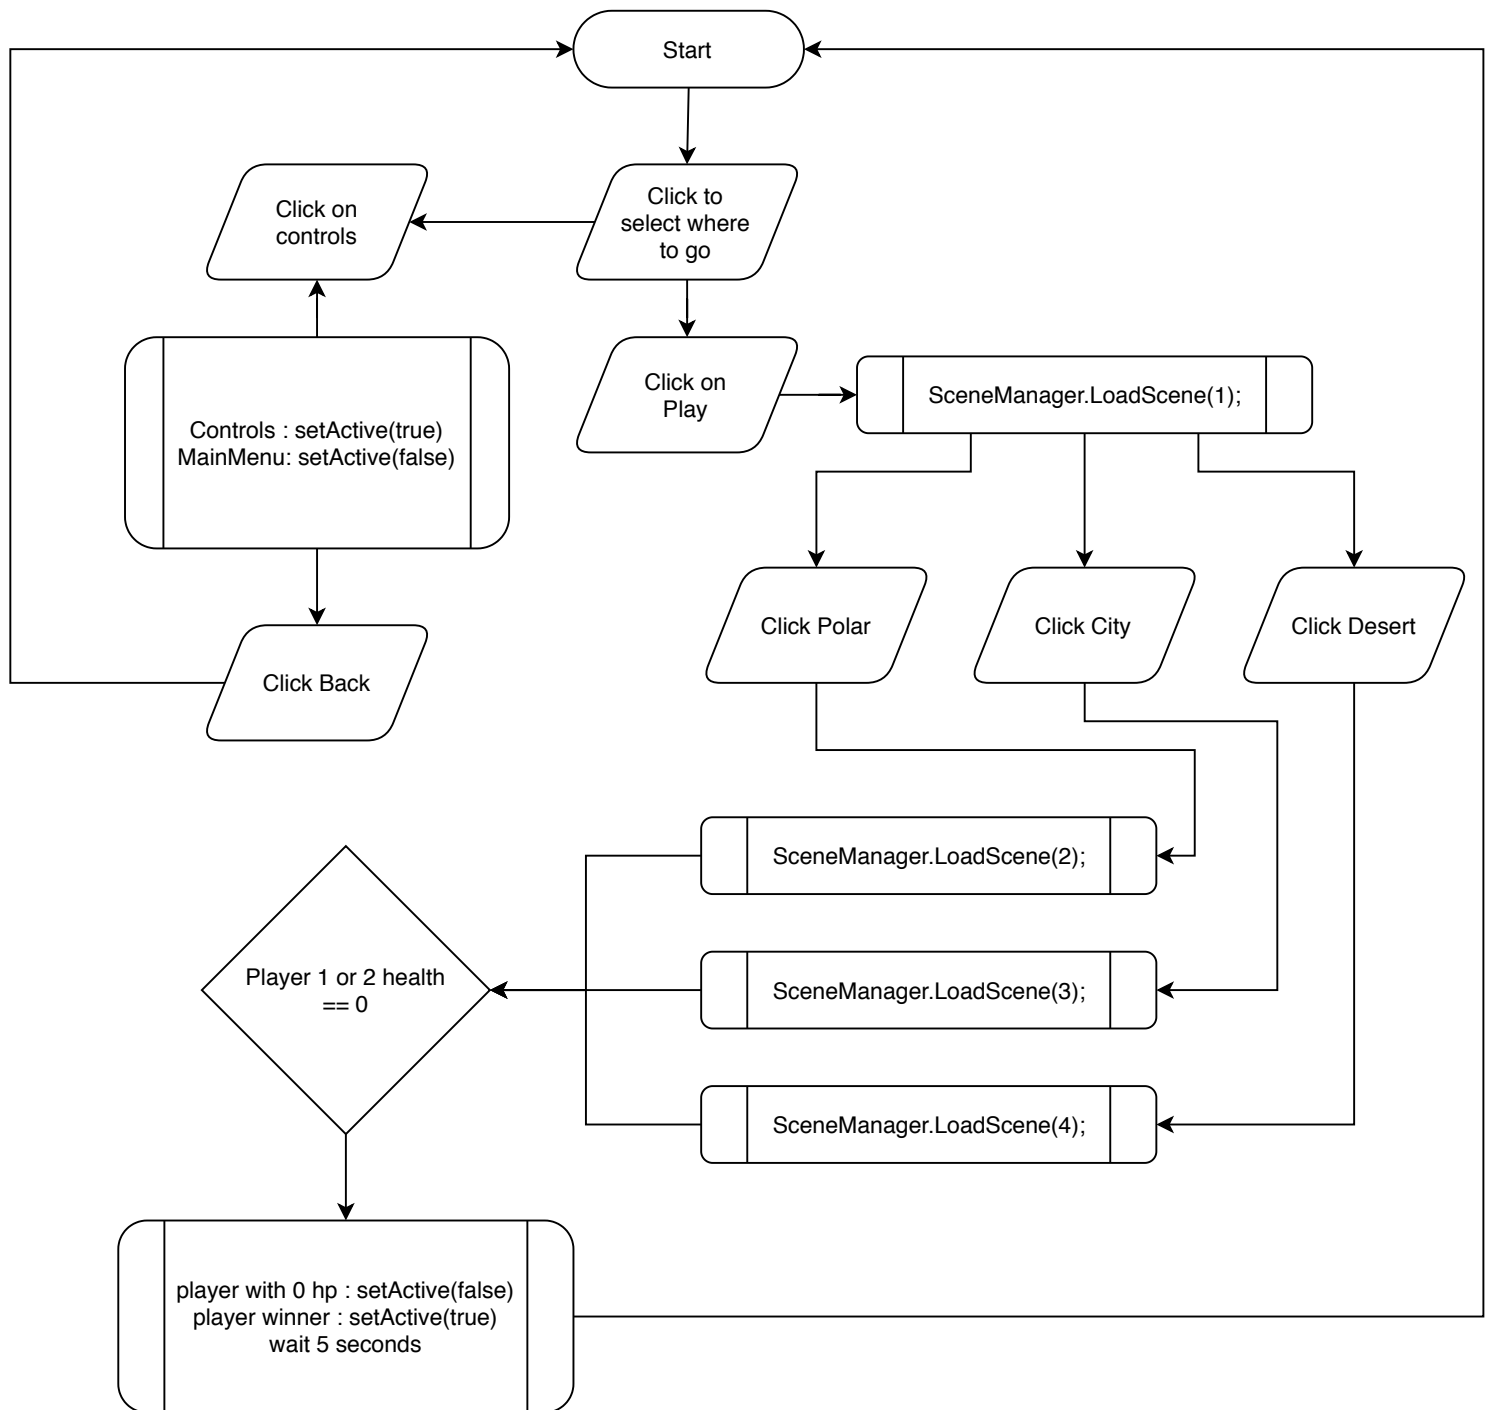 Start
Click to
select where
to go
Click on
controls
Click on
Play
SceneManager.LoadScene(1);
Controls : setActive(true)
MainMenu: setActive(false)
Click Polar
Click City
Click Desert
Click Back
SceneManager.LoadScene(2);
Player 1 or 2 health
== 0
SceneManager.LoadScene(3);
SceneManager.LoadScene(4);
player with 0 hp : setActive(false)
player winner : setActive(true)
wait 5 seconds